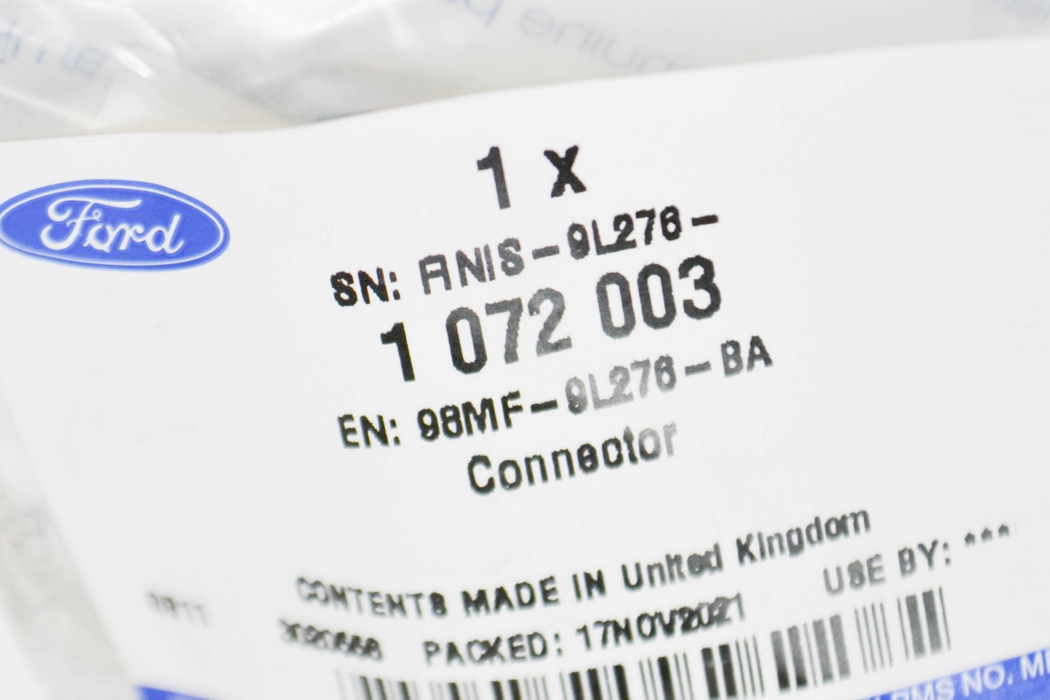 1 x
Ford
SN: FINIS-9L276-
1 072 003
EN: 98MF-9L276-BA
Connector
CONTENTS MADE IN United Kingdom
PACKED: 17NOV2021 USE BY: ***